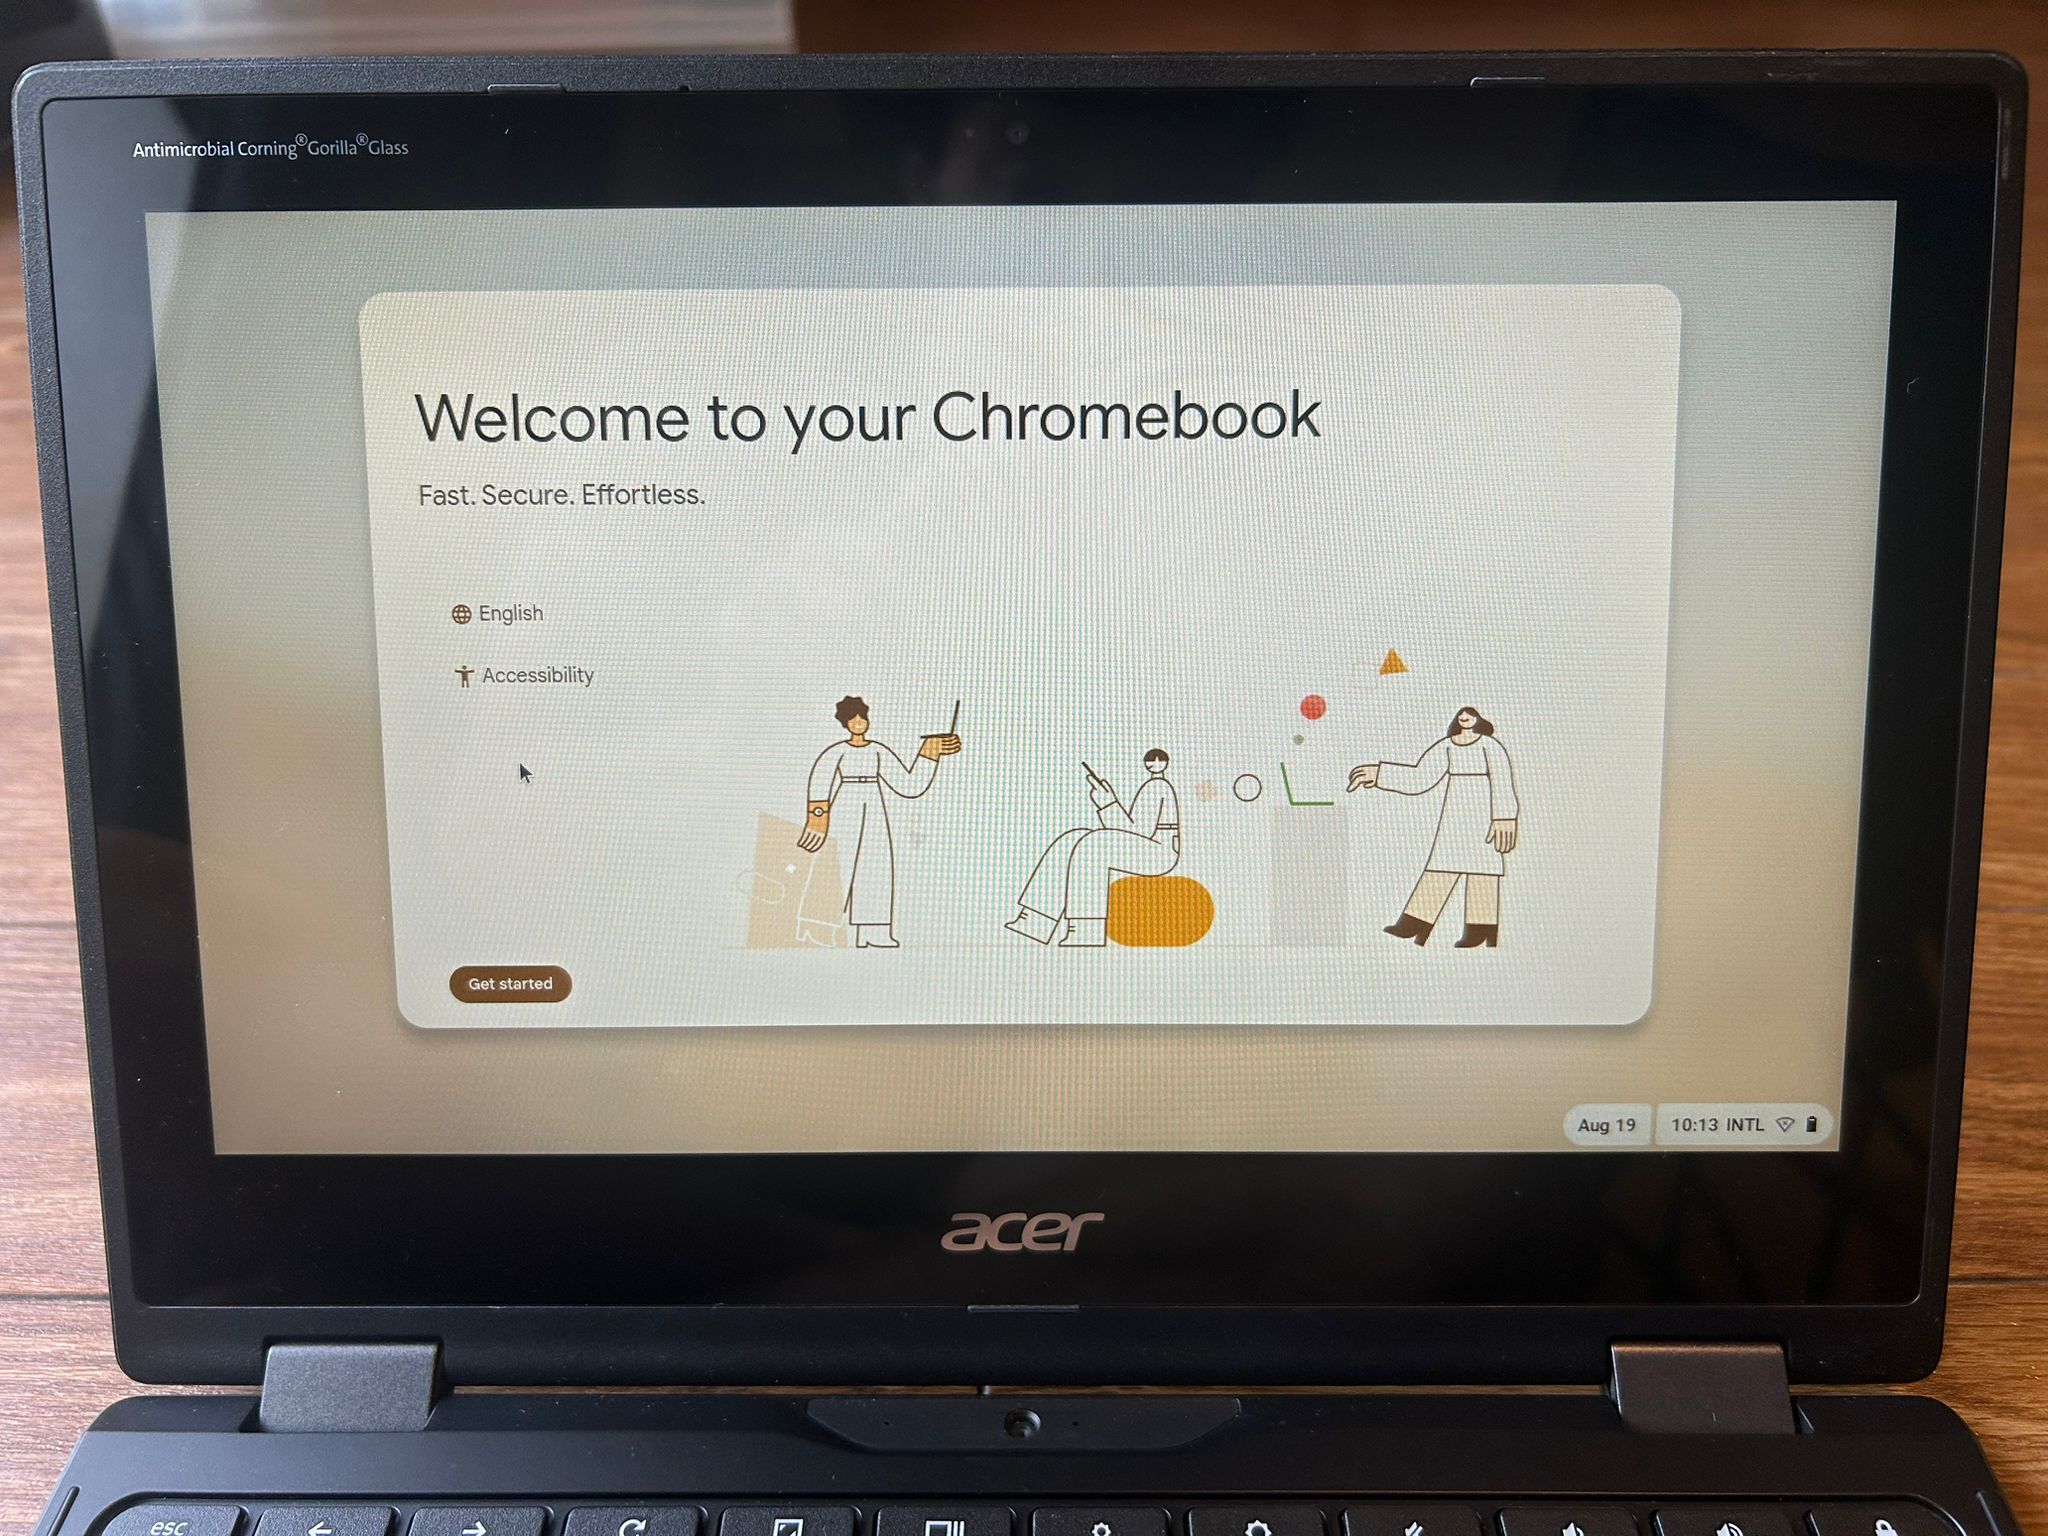 Antimicrobial Corning®Gorilla®Glass
Welcome to your Chromebook
Fast. Secure. Effortless.
English
Accessibility
Get started
Aug 19
10:13 INTL
acer
esc